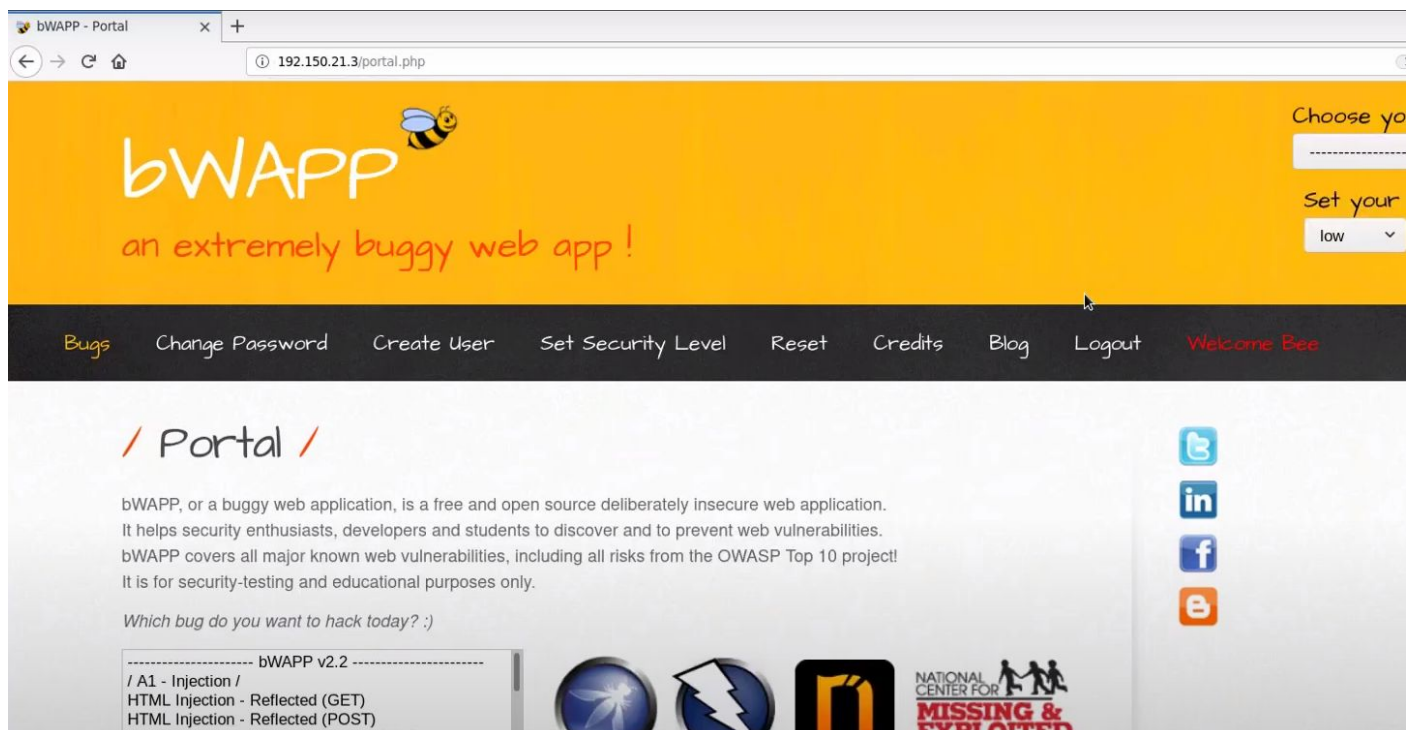 bWAPP - Portal
192.150.21.3/portal.php
bWAPP
an extremely buggy web app !
Choose yo
--------------------
Set your
low
Bugs Change Password Create User Set Security Level Reset Credits Blog Logout Welcome Bee
/ Portal /
bWAPP, or a buggy web application, is a free and open source deliberately insecure web application.
It helps security enthusiasts, developers and students to discover and to prevent web vulnerabilities.
bWAPP covers all major known web vulnerabilities, including all risks from the OWASP Top 10 project!
It is for security-testing and educational purposes only.
Which bug do you want to hack today? :)
---------------------- bWAPP v2.2 -----------------------
/ A1 - Injection /
HTML Injection - Reflected (GET)
HTML Injection - Reflected (POST)
NATIONAL
CENTER FOR
MISSING &
EXPLOITED